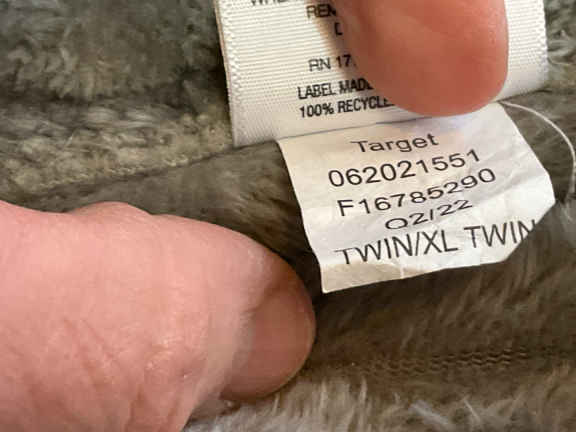 RN 17
LABEL MADE
100% RECYCLE
Target
062021551
F16785290
Q2/22
TWIN/XL TWIN